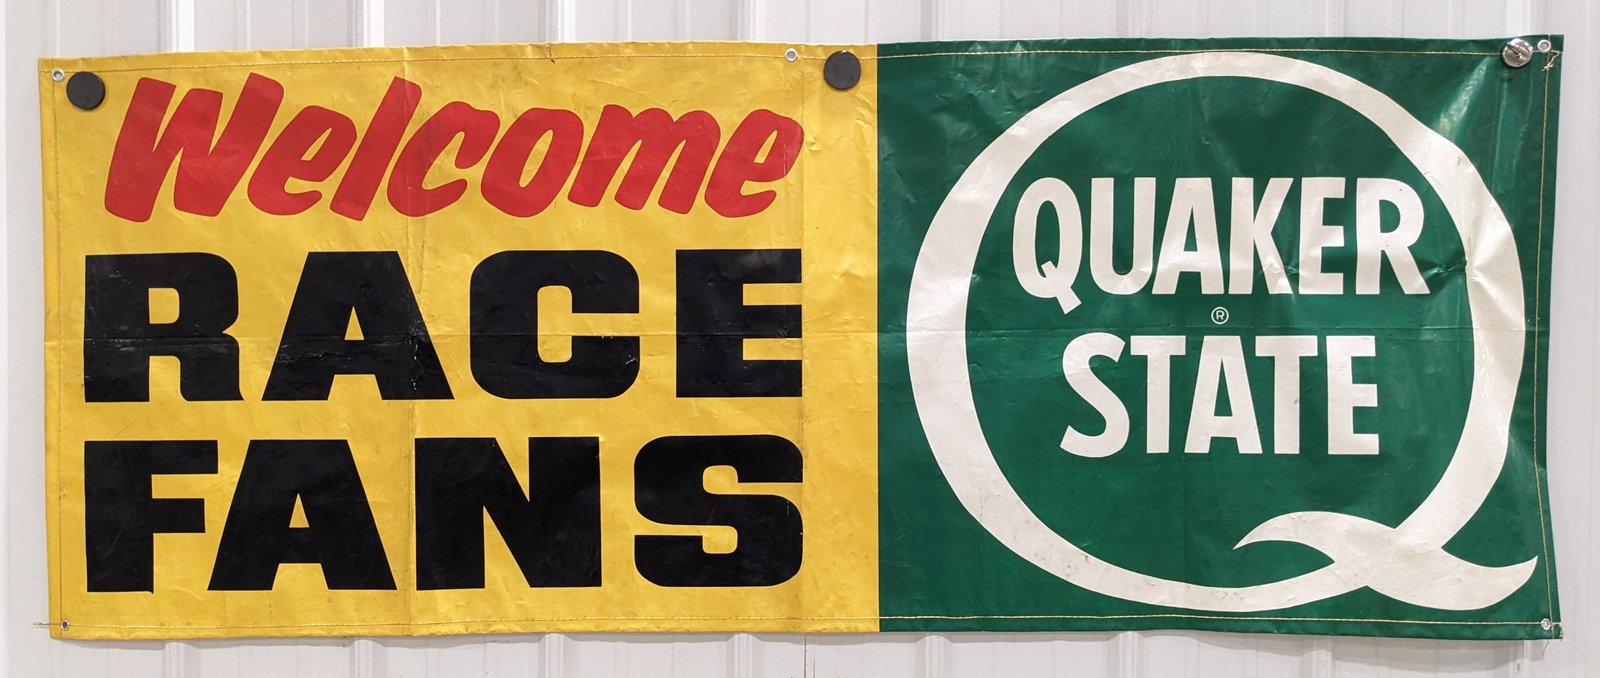 Welcome
RACE
FANS
QUAKER
®
STATE